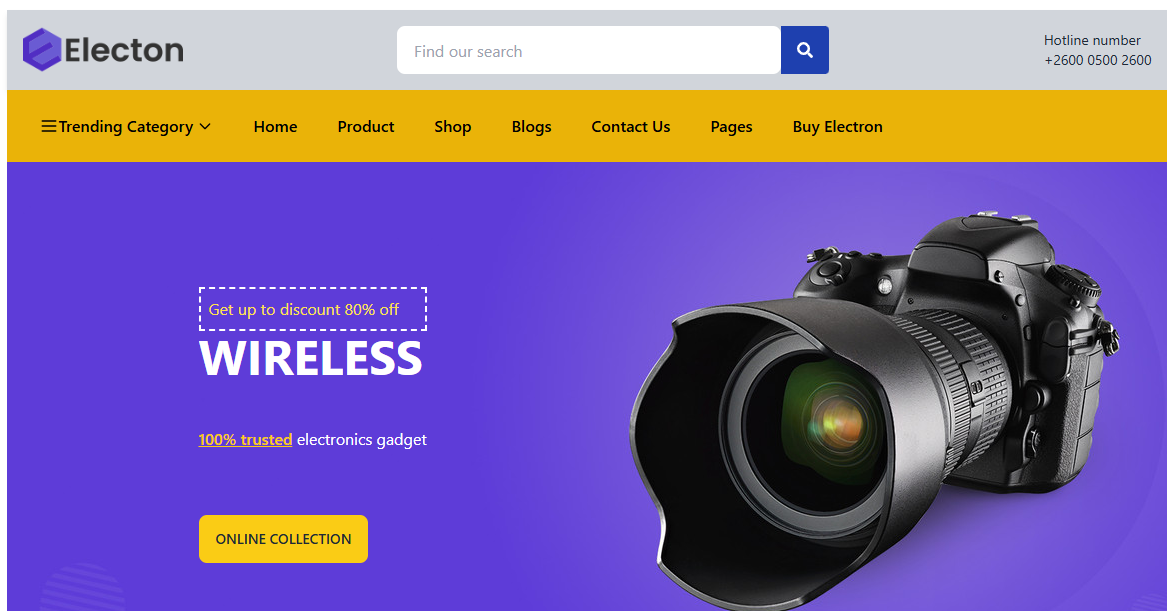 Electon
Find our search
Hotline number
+2600 0500 2600
Trending Category
Home
Product
Shop
Blogs
Contact Us
Pages
Buy Electron
Get up to discount 80% off
WIRELESS
100% trusted electronics gadget
ONLINE COLLECTION